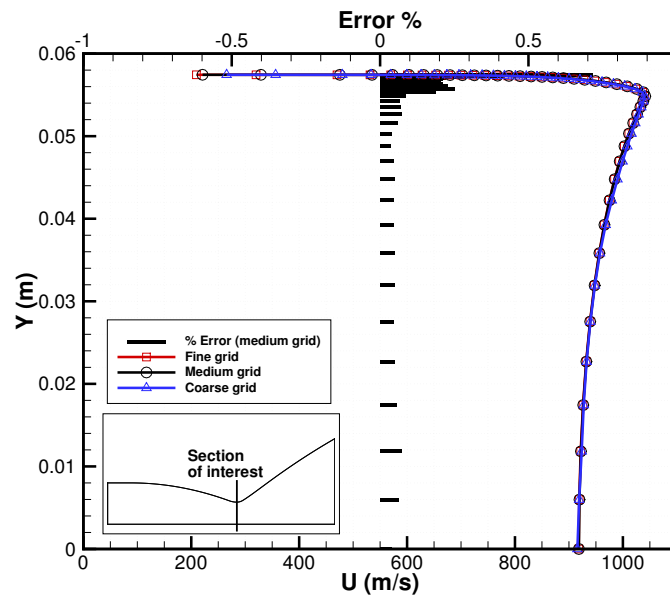 Error %
-1 -0.5 0 0.5
0.06
0.05
0.04
0.03
0.02
0.01
0
Y (m)
% Error (medium grid)
Fine grid
Medium grid
Coarse grid
Section
of interest
0 200 400 600 800 1000
U (m/s)